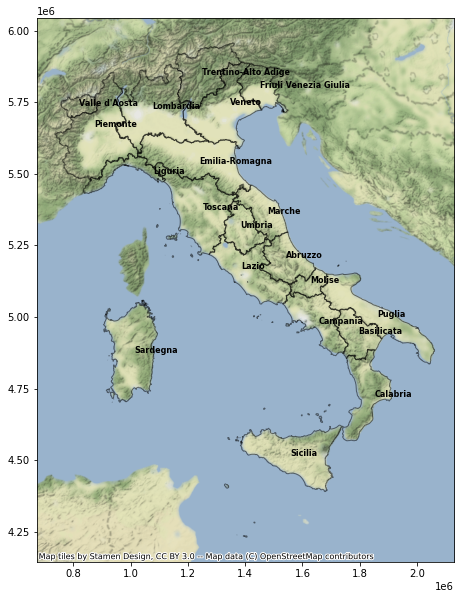 1e6
6.00
5.75
5.50
5.25
5.00
4.75
4.50
4.25
Trentino-Alto Adige
Friuli Venezia Giulia
Valle d'Aosta
Lombardia
Veneto
Piemonte
Emilia-Romagna
Liguria
Toscana
Marche
Umbria
Abruzzo
Lazio
Molise
Puglia
Campania
Basilicata
Sardegna
Calabria
Sicilia
Map tiles by Stamen Design, CC BY 3.0 -- Map data (C) OpenStreetMap contributors
0.8 1.0 1.2 1.4 1.6 1.8 2.0
1e6